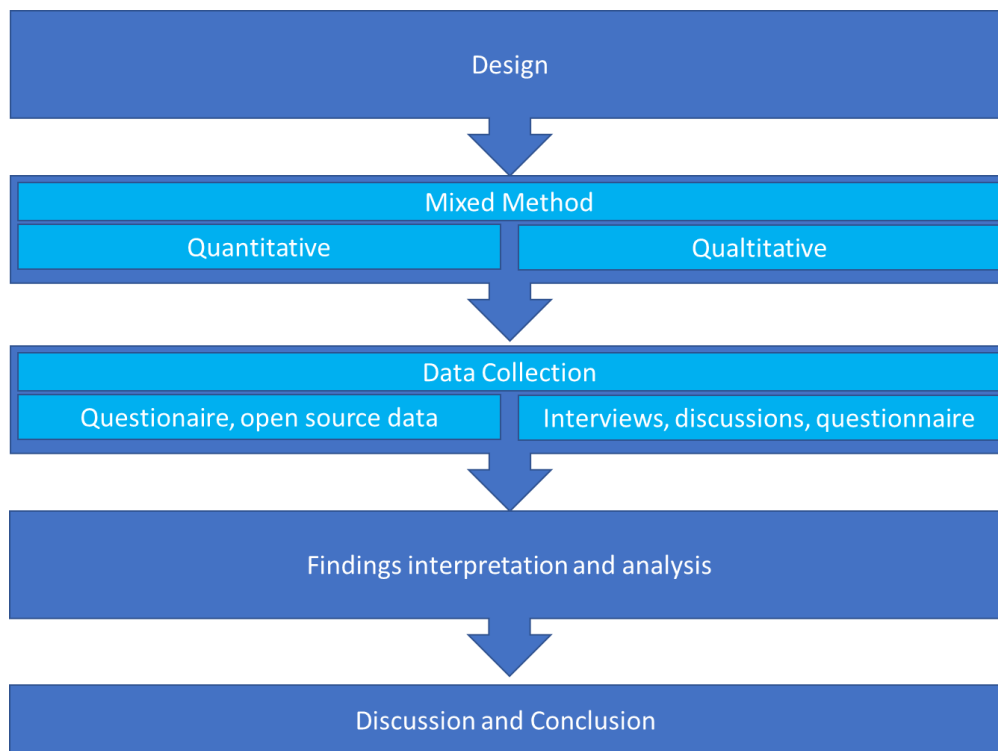 Design
Mixed Method
Quantitative
Qualtitative
Data Collection
Questionaire, open source data
Interviews, discussions, questionnaire
Findings interpretation and analysis
Discussion and Conclusion